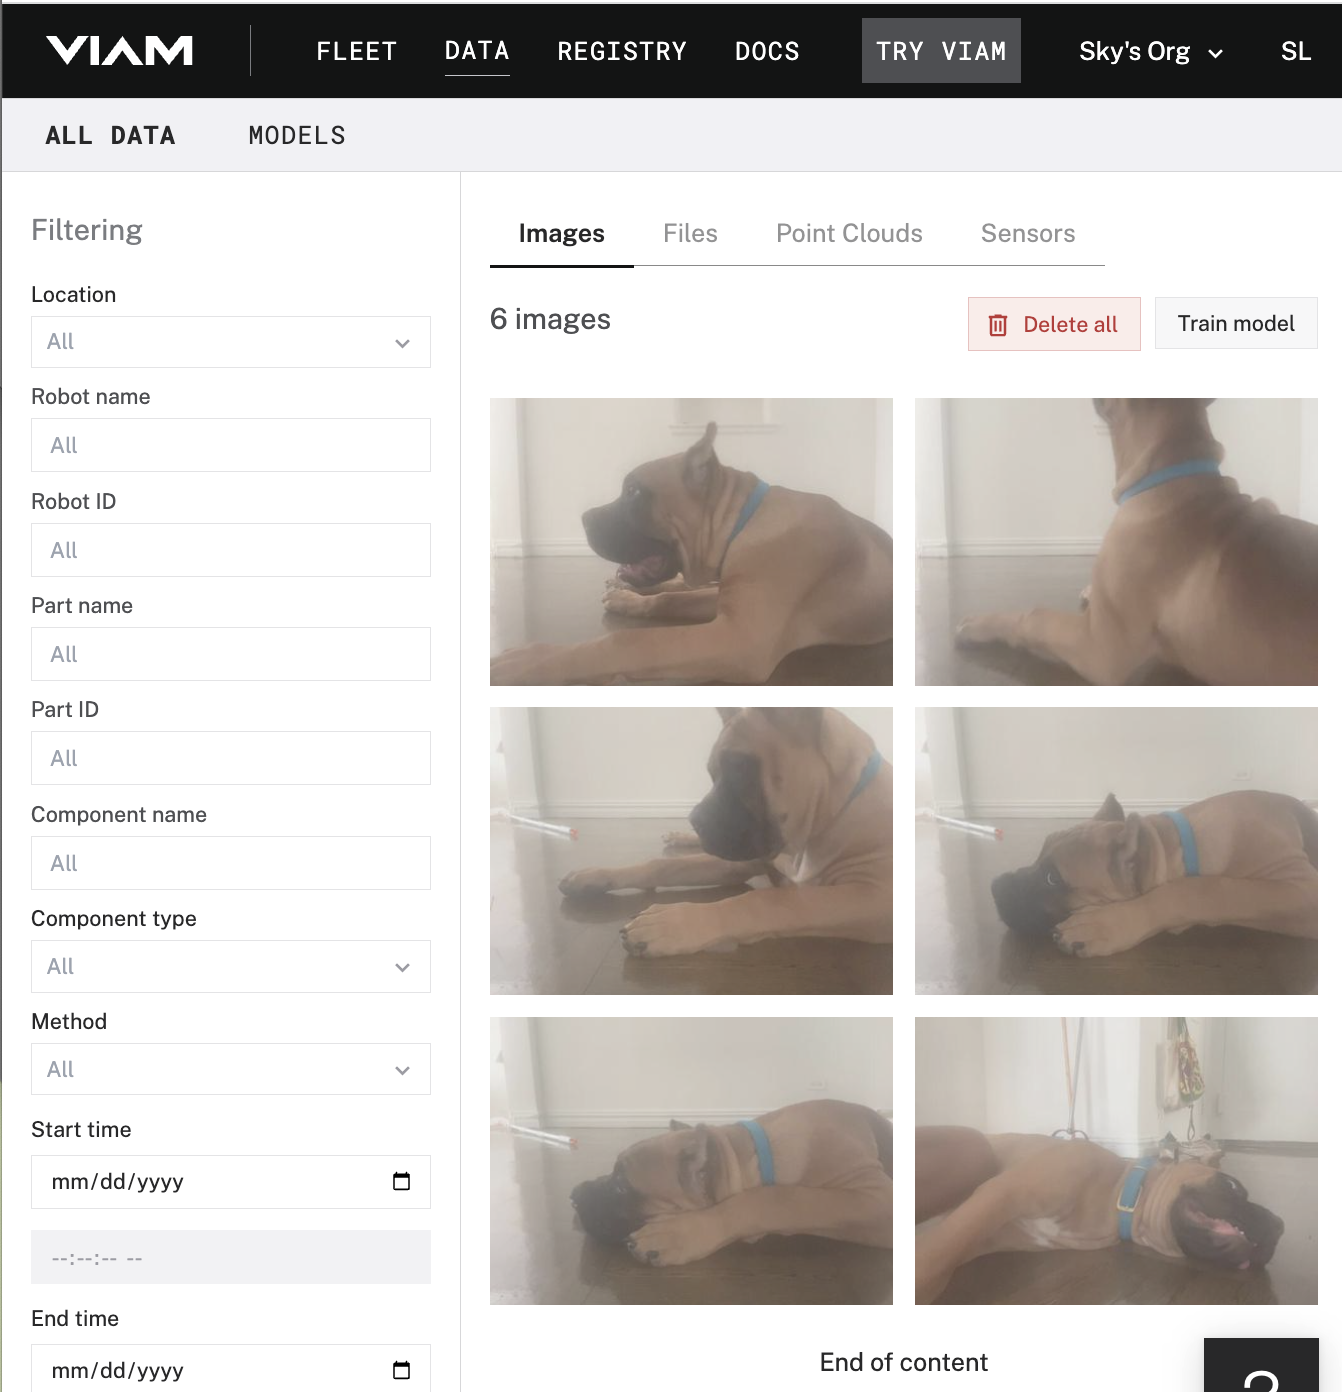 VIAM
FLEET
DATA
REGISTRY
DOCS
TRY VIAM
Sky's Org
SL
ALL DATA
MODELS
Filtering
Location
All
Robot name
All
Robot ID
All
Part name
All
Part ID
All
Component name
All
Component type
All
Method
All
Start time
mm/dd/yyyy
--:--:-- --
End time
mm/dd/yyyy
Images
Files
Point Clouds
Sensors
6 images
Delete all
Train model
End of content
?